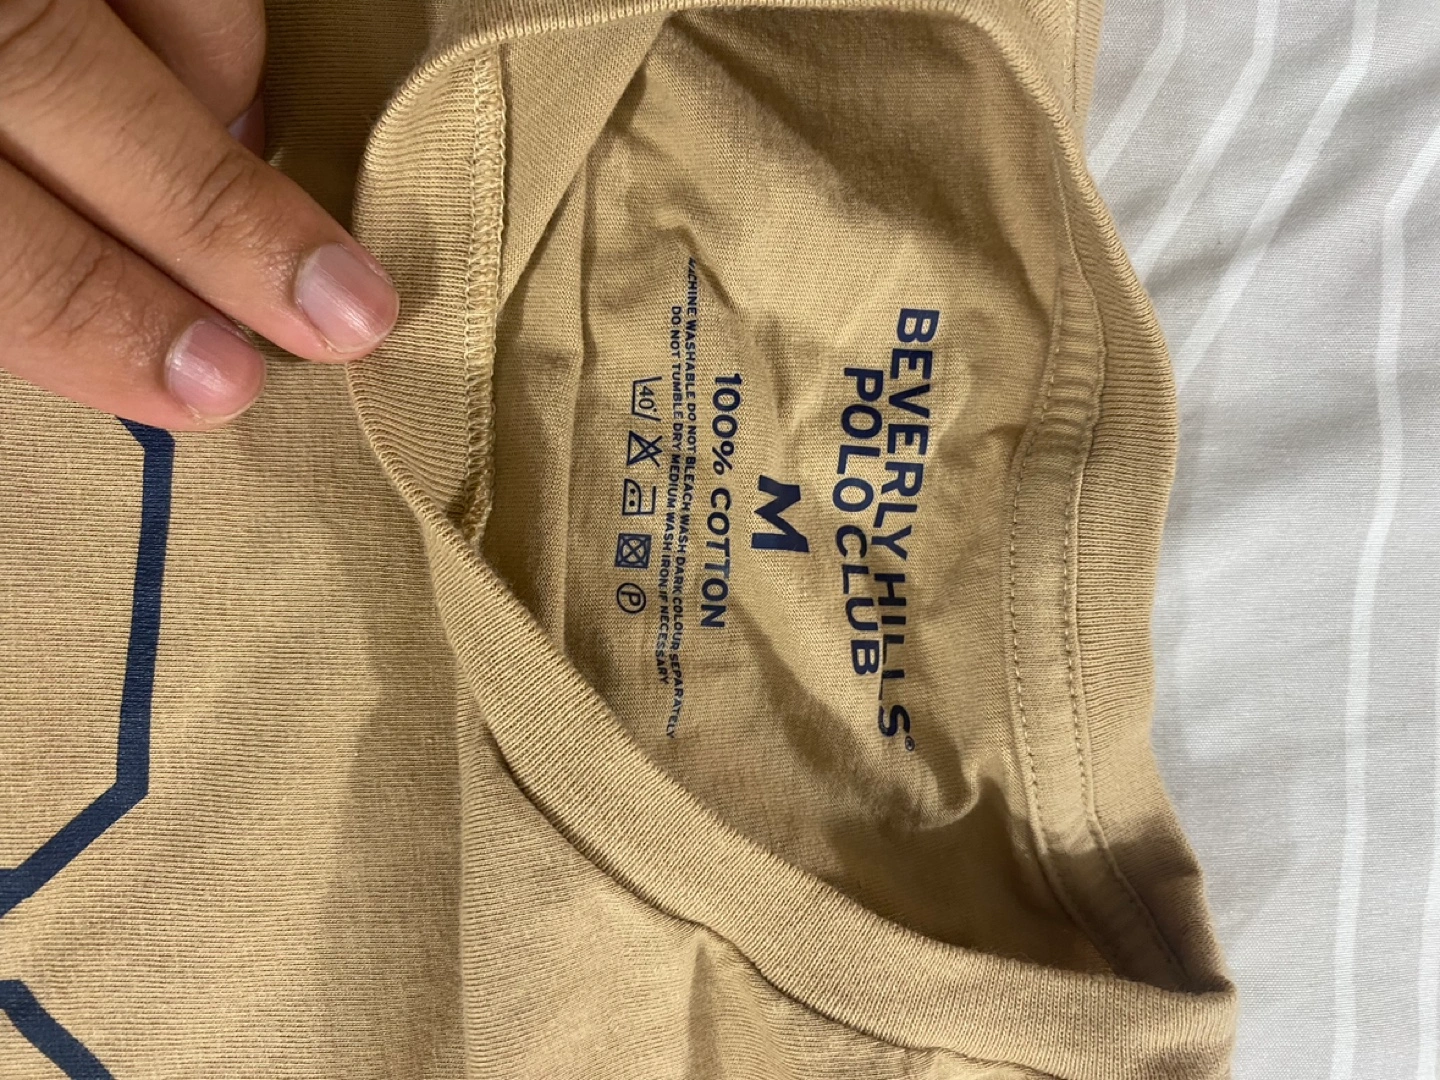 BEVERLY HILLS®
POLO CLUB
M
100% COTTON
MACHINE WASHABLE DO NOT BLEACH WASH DARK COLOUR SEPARATELY
DO NOT TUMBLE DRY MEDIUM WASH IRON IF NECESSARY
40° P